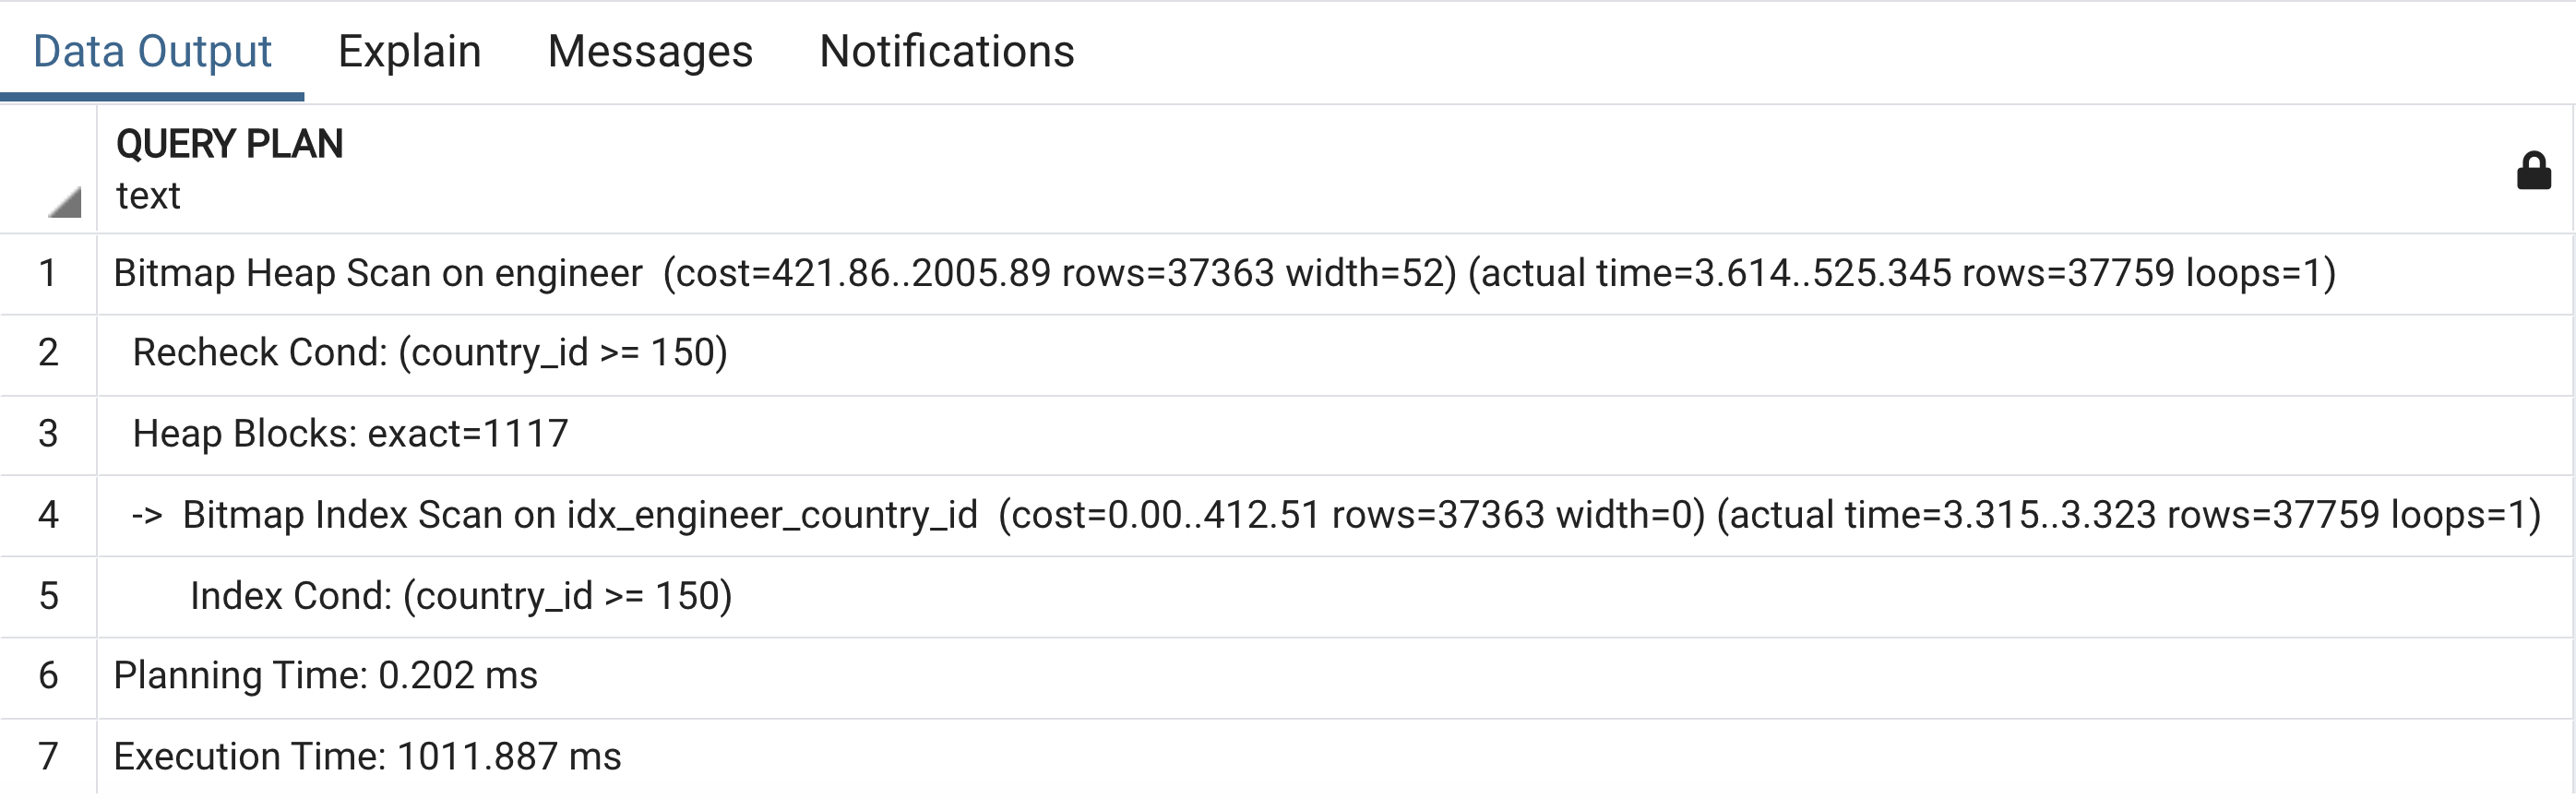 Data Output Explain Messages Notifications
QUERY PLAN
text
1 Bitmap Heap Scan on engineer (cost=421.86..2005.89 rows=37363 width=52) (actual time=3.614..525.345 rows=37759 loops=1)
2 Recheck Cond: (country_id >= 150)
3 Heap Blocks: exact=1117
4 -> Bitmap Index Scan on idx_engineer_country_id (cost=0.00..412.51 rows=37363 width=0) (actual time=3.315..3.323 rows=37759 loops=1)
5 Index Cond: (country_id >= 150)
6 Planning Time: 0.202 ms
7 Execution Time: 1011.887 ms